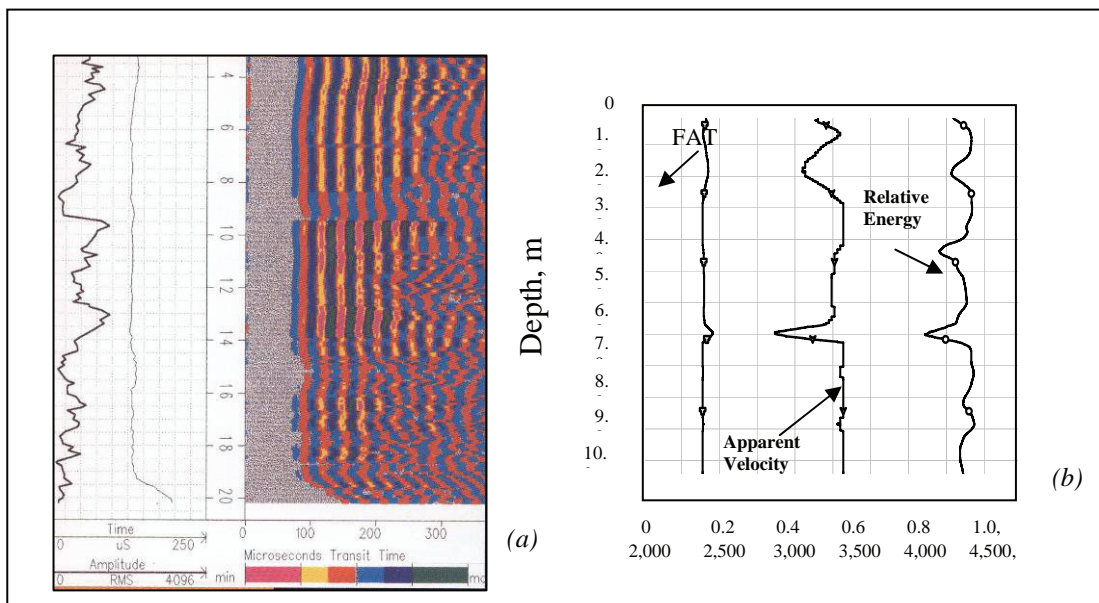 4
6
8
10
12
14
16
18
20
Time
0 uS 250
Amplitude
0 RMS 4096
0 100 200 300
Microseconds Transit Time
min
(a)
Depth, m
0
1.
2.
3.
4.
5.
6.
7.
8.
9.
10.
FAT
Relative
Energy
Apparent
Velocity
(b)
0 0.2 0.4 0.6 0.8 1.0,
2,000 2,500 3,000 3,500 4,000 4,500,